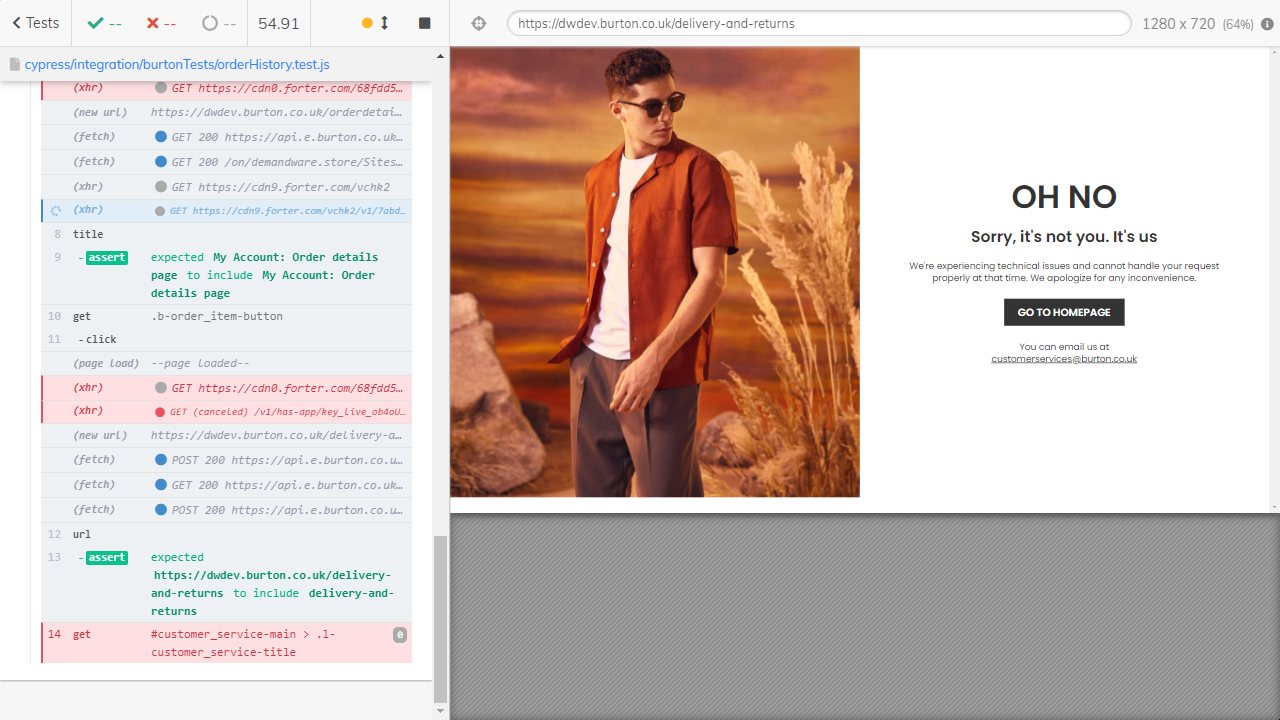 Tests
--
--
--
54.91
https://dwdev.burton.co.uk/delivery-and-returns
1280 x 720 (64%)
cypress/integration/burtonTests/orderHistory.test.js
(xhr) GET https://cdn0.forter.com/68fdd5…
(new url) https://dwdev.burton.co.uk/orderdetai…
(fetch) GET 200 https://api.e.burton.co.uk…
(fetch) GET 200 /on/demandware.store/Sites…
(xhr) GET https://cdn9.forter.com/vchk2
(xhr) GET https://cdn9.forter.com/vchk2/v1/7abd…
8 title
9 -assert expected My Account: Order details
page to include My Account: Order
details page
10 get .b-order_item-button
11 -click
(page load) --page loaded--
(xhr) GET https://cdn0.forter.com/68fdd5…
(xhr) GET (canceled) /v1/has-app/key_live_ob4oU…
(new url) https://dwdev.burton.co.uk/delivery-a…
(fetch) POST 200 https://api.e.burton.co.u…
(fetch) GET 200 https://api.e.burton.co.uk…
(fetch) POST 200 https://api.e.burton.co.u…
12 url
13 -assert expected
https://dwdev.burton.co.uk/delivery-
and-returns to include delivery-and-
returns
14 get #customer_service-main > .l- 0
customer_service-title
OH NO
Sorry, it's not you. It's us
We're experiencing technical issues and cannot handle your request
properly at that time. We apologize for any inconvenience.
GO TO HOMEPAGE
You can email us at
customerservices@burton.co.uk